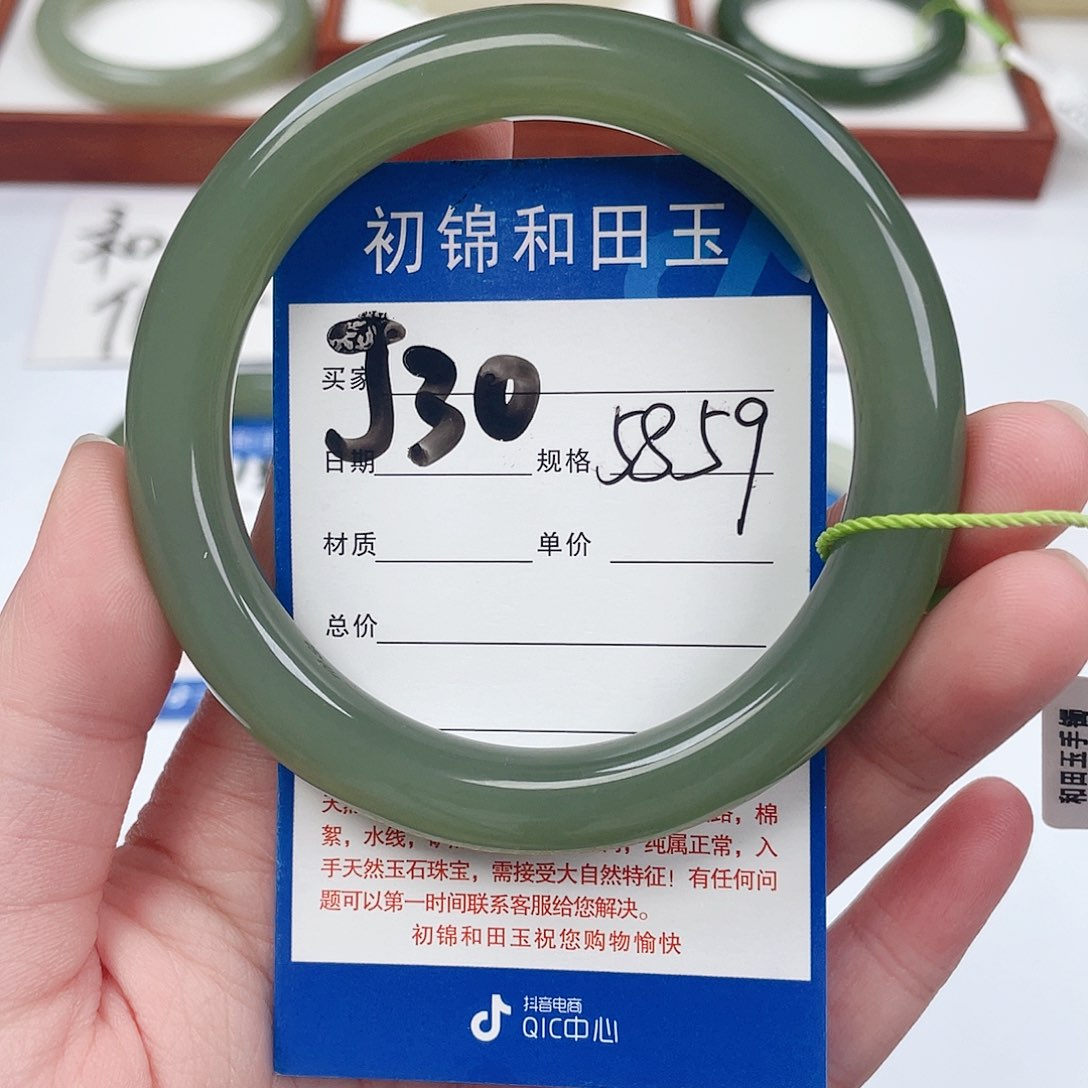 初锦和田玉
J30
买家
日期 规格 5859
材质 单价
总价
棉
絮，水线， 纯属正常，入
手天然玉石珠宝，需接受大自然特征！有任何问
题可以第一时间联系客服给您解决。
初锦和田玉祝您购物愉快
抖音电商
QIC中心
和田玉手镯